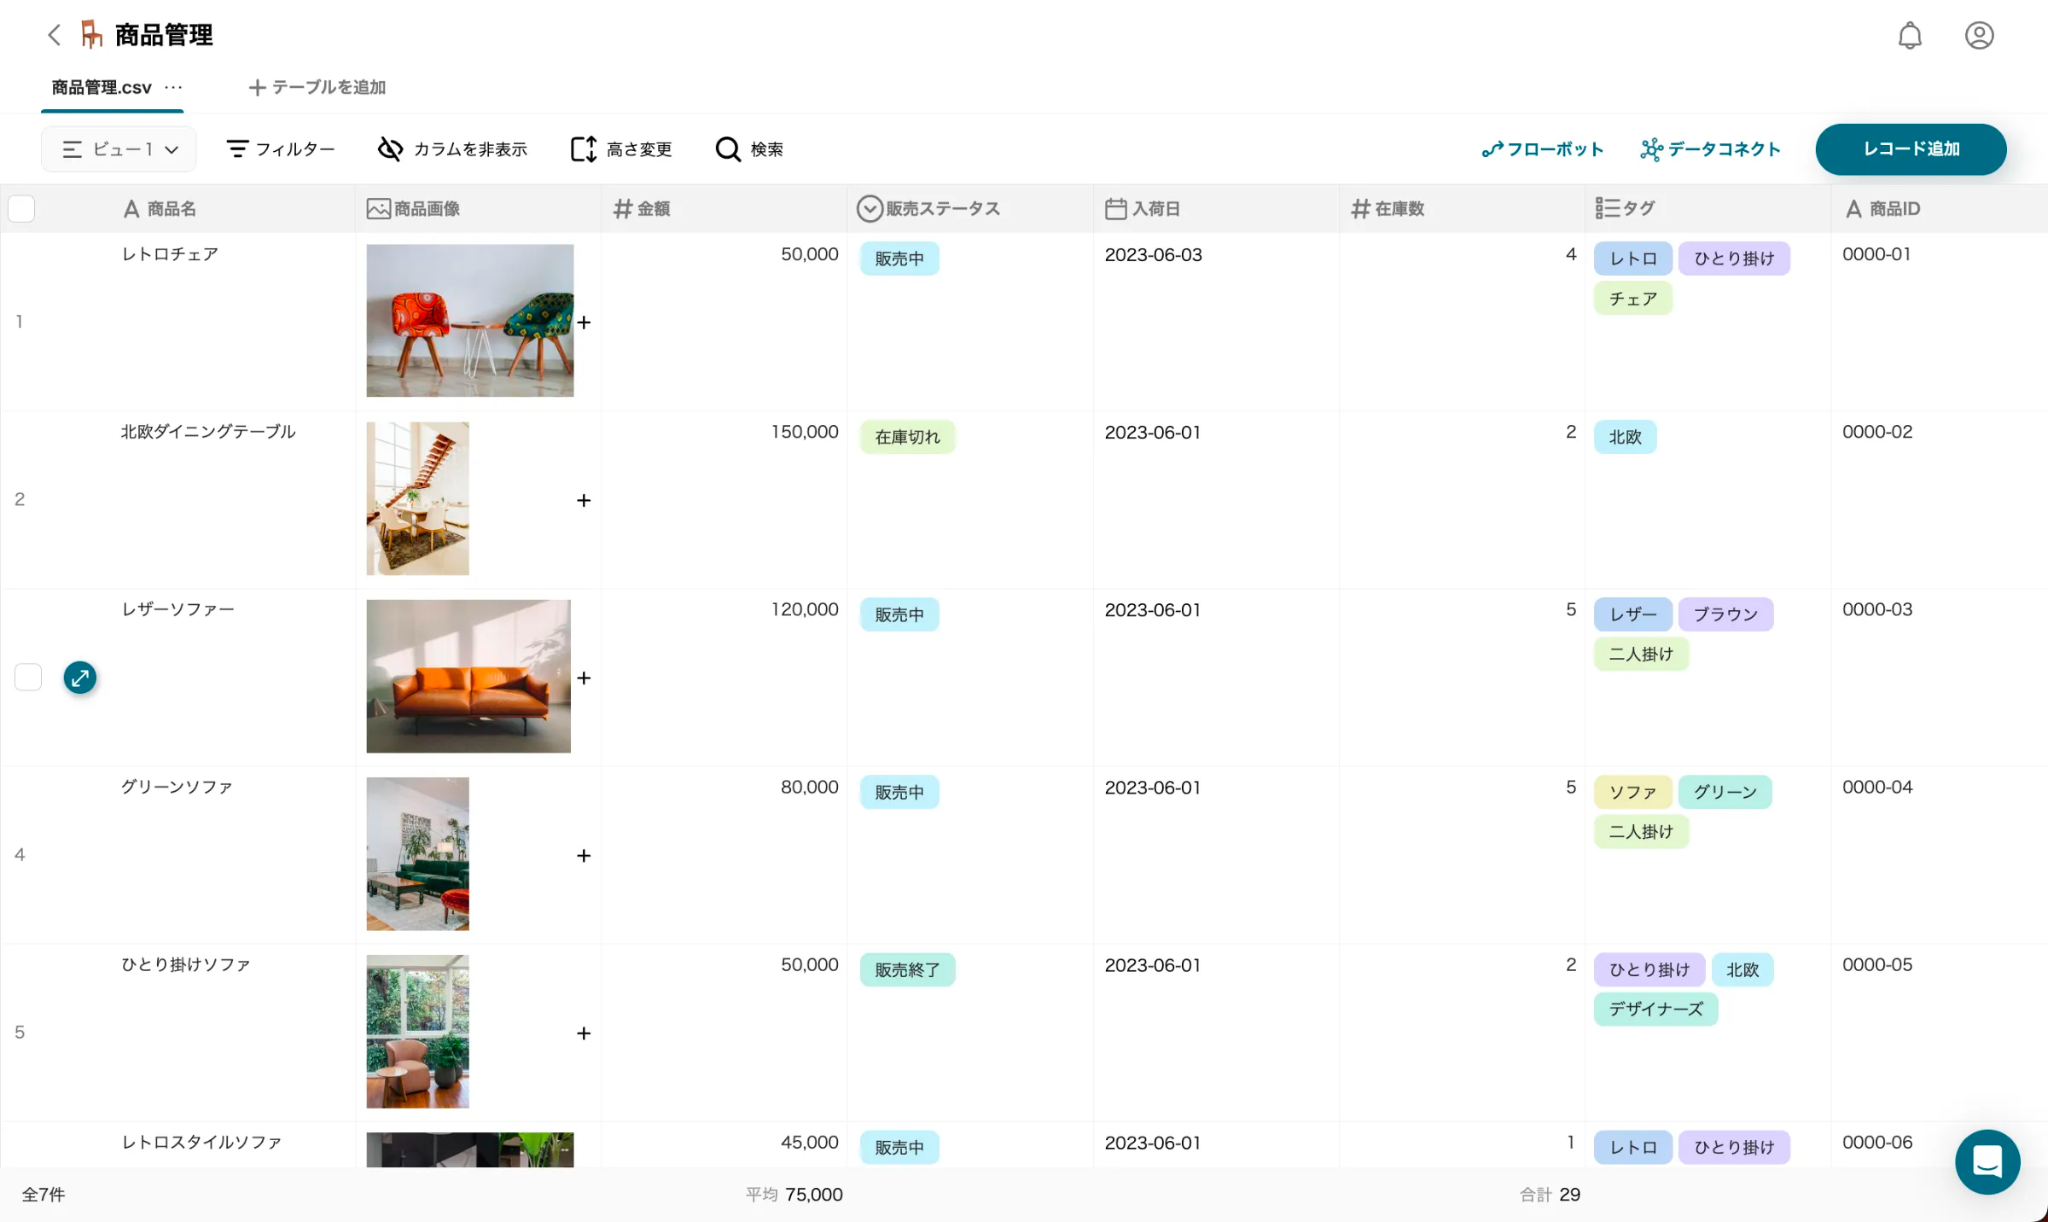 商品管理
商品管理.csv ··· ＋ テーブルを追加
ビュー 1 フィルター カラムを非表示 高さ変更 検索 フローボット データコネクト レコード追加
商品名 商品画像 金額 販売ステータス 入荷日 在庫数 タグ 商品ID
1 レトロチェア + 50,000 販売中 2023-06-03 4 レトロ ひとり掛け 0000-01
チェア
2 北欧ダイニングテーブル + 150,000 在庫切れ 2023-06-01 2 北欧 0000-02
レザーソファー + 120,000 販売中 2023-06-01 5 レザー ブラウン 0000-03
二人掛け
4 グリーンソファ + 80,000 販売中 2023-06-01 5 ソファ グリーン 0000-04
二人掛け
5 ひとり掛けソファ + 50,000 販売終了 2023-06-01 2 ひとり掛け 北欧 0000-05
デザイナーズ
レトロスタイルソファ 45,000 販売中 2023-06-01 1 レトロ ひとり掛け 0000-06
全7件 平均 75,000 合計 29